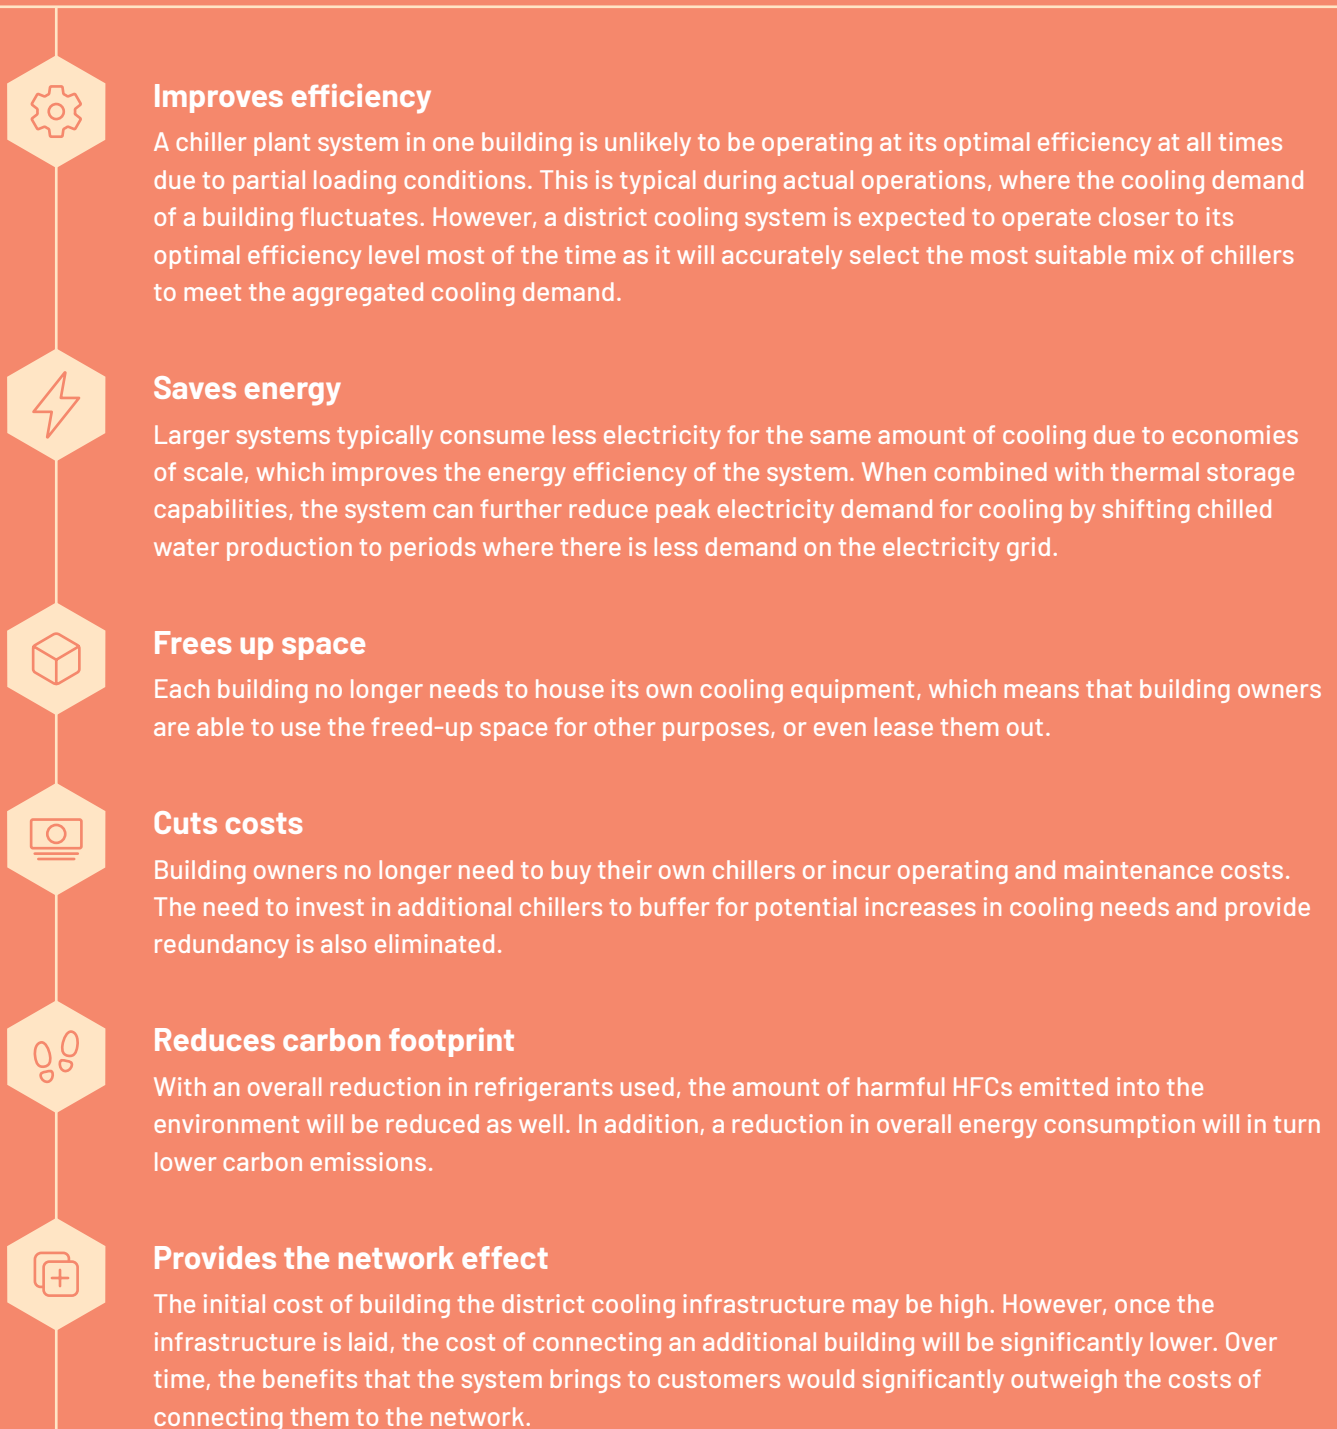 Improves efficiency
A chiller plant system in one building is unlikely to be operating at its optimal efficiency at all times
due to partial loading conditions. This is typical during actual operations, where the cooling demand
of a building fluctuates. However, a district cooling system is expected to operate closer to its
optimal efficiency level most of the time as it will accurately select the most suitable mix of chillers
to meet the aggregated cooling demand.
Saves energy
Larger systems typically consume less electricity for the same amount of cooling due to economies
of scale, which improves the energy efficiency of the system. When combined with thermal storage
capabilities, the system can further reduce peak electricity demand for cooling by shifting chilled
water production to periods where there is less demand on the electricity grid.
Frees up space
Each building no longer needs to house its own cooling equipment, which means that building owners
are able to use the freed-up space for other purposes, or even lease them out.
Cuts costs
Building owners no longer need to buy their own chillers or incur operating and maintenance costs.
The need to invest in additional chillers to buffer for potential increases in cooling needs and provide
redundancy is also eliminated.
Reduces carbon footprint
With an overall reduction in refrigerants used, the amount of harmful HFCs emitted into the
environment will be reduced as well. In addition, a reduction in overall energy consumption will in turn
lower carbon emissions.
Provides the network effect
The initial cost of building the district cooling infrastructure may be high. However, once the
infrastructure is laid, the cost of connecting an additional building will be significantly lower. Over
time, the benefits that the system brings to customers would significantly outweigh the costs of
connecting them to the network.